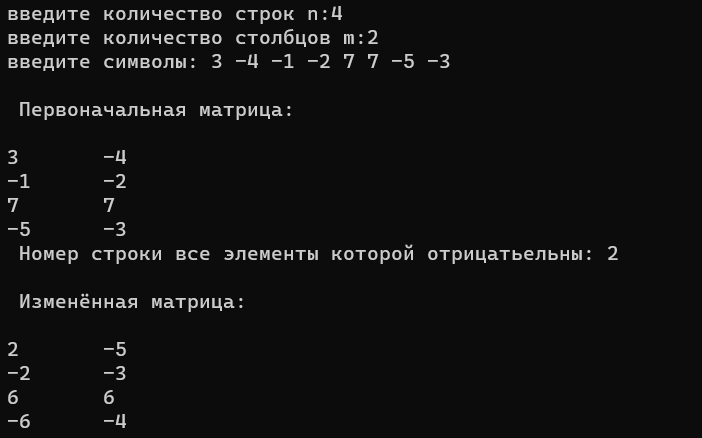 введите количество строк n:4
введите количество столбцов m:2
введите символы: 3 -4 -1 -2 7 7 -5 -3
Первоначальная матрица:
3 -4
-1 -2
7 7
-5 -3
Номер строки все элементы которой отрицатьельны: 2
Изменённая матрица:
2 -5
-2 -3
6 6
-6 -4